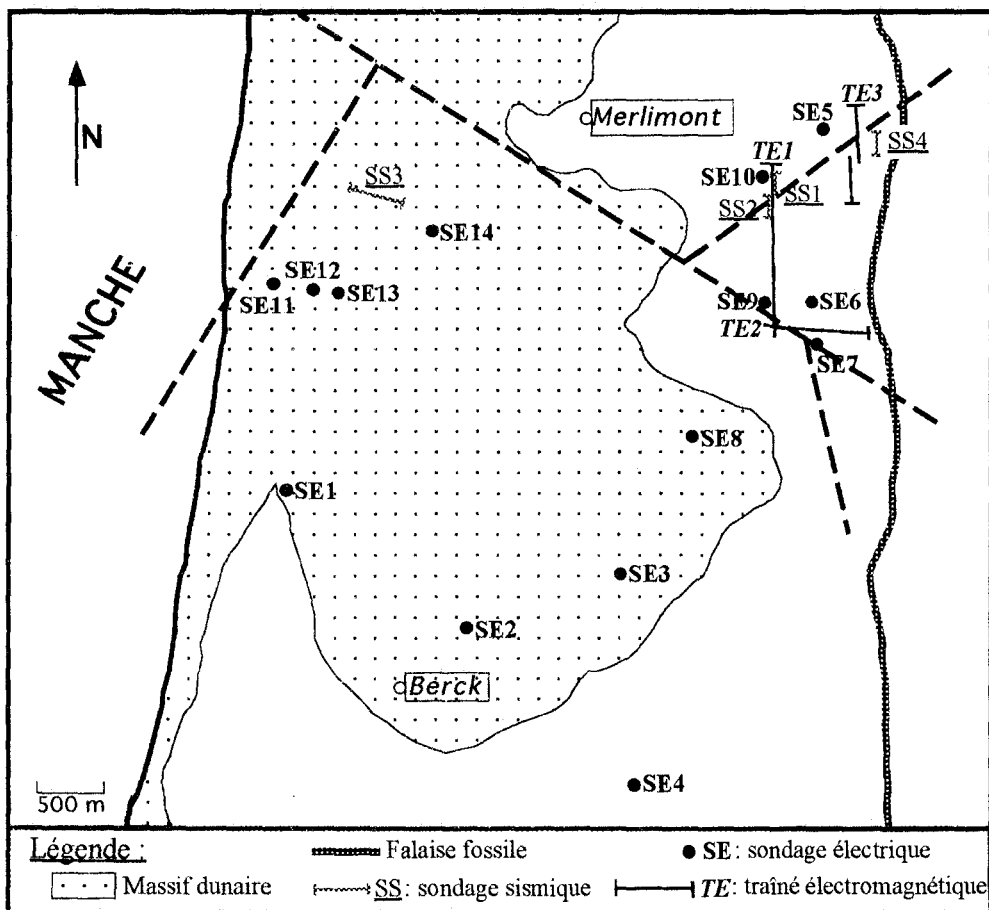 N
MANCHE
Merlimont
SE5
TE3
SS4
TE1
SE10
SS1
SS2
SS3
SE14
SE12
SE11
SE13
SE9
SE6
TE2
SE7
SE8
SE1
SE3
SE2
Berck
SE4
500 m
Légende :
Falaise fossile
SE : sondage électrique
Massif dunaire
SS : sondage sismique
TE: traîné électromagnétique